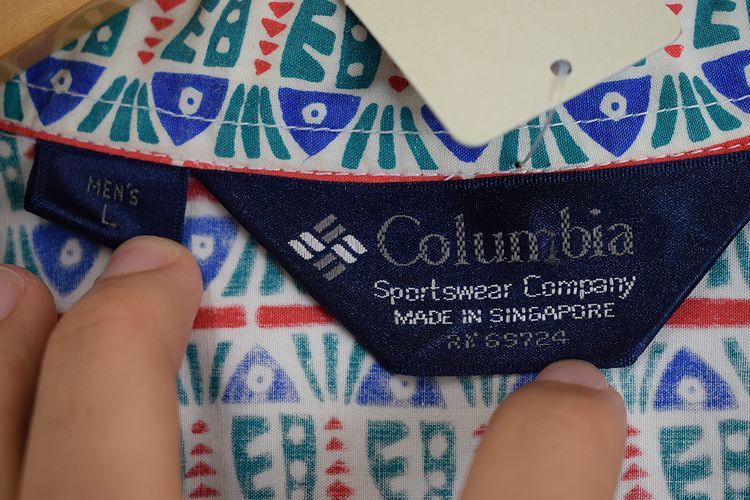 MEN'S
L
Columbia
Sportswear Company
MADE IN SINGAPORE
RN 69724